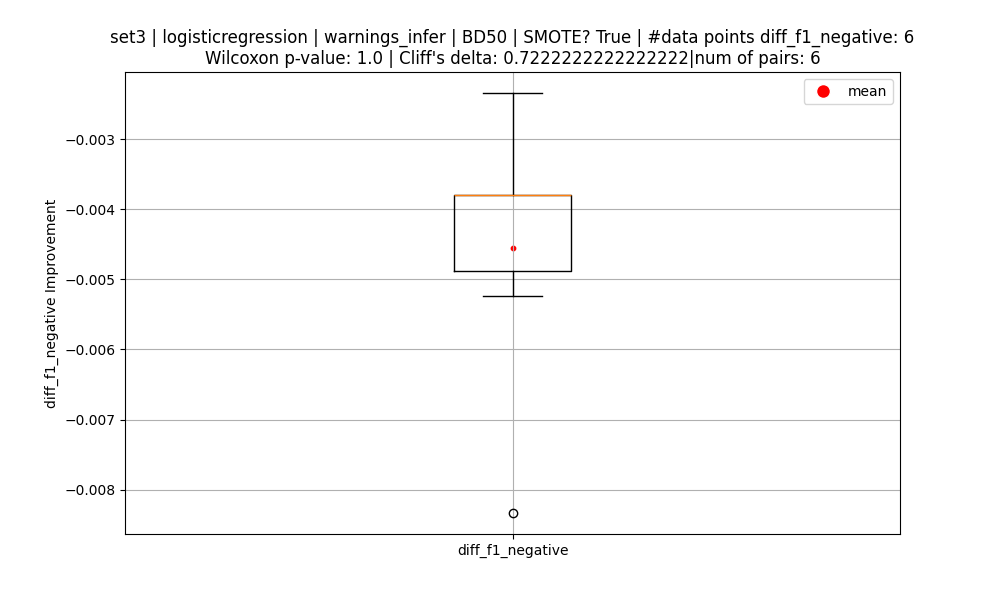 set3 | logisticregression | warnings_infer | BD50 | SMOTE? True | #data points diff_f1_negative: 6
Wilcoxon p-value: 1.0 | Cliff's delta: 0.7222222222222222|num of pairs: 6
mean
−0.003
−0.004
−0.005
−0.006
−0.007
−0.008
diff_f1_negative Improvement
diff_f1_negative